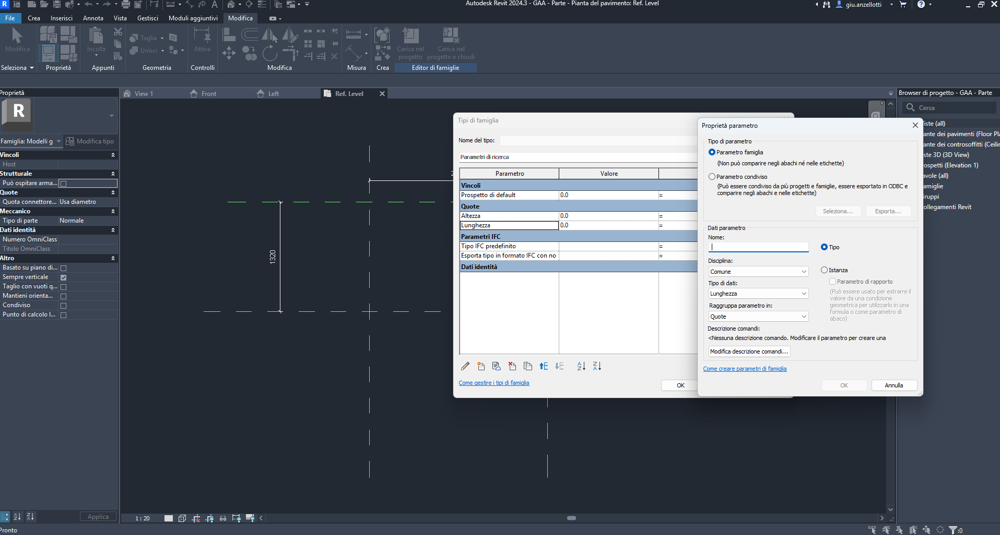 Autodesk Revit 2024.3 - GAA - Parte - Pianta del pavimento: Ref. Level
giu.anzellotti
File Crea Inserisci Annota Vista Gestisci Moduli aggiuntivi Modifica
Modifica
Incolla
Taglia
Unisci
Attiva
Carica nel progetto
Carica nel progetto e chiudi
Seleziona Proprietà Appunti Geometria Controlli Modifica Misura Crea Editor di famiglie
Proprietà
R
Famiglia: Modelli g
Modifica tipo
Vincoli
Host
Strutturale
Può ospitare arma...
Quote
Quota connettore... Usa diametro
Meccanico
Tipo di parte Normale
Dati identità
Numero OmniClass
Titolo OmniClass
Altro
Basato su piano di...
Sempre verticale
Taglio con vuoti q...
Mantieni orienta...
Condiviso
Punto di calcolo l...
Applica
Pronto
View 1
Front
Left
Ref. Level
1320
2
1 : 20
Tipi di famiglia
Nome del tipo:
Parametri di ricerca
Parametro Valore
Vincoli
Prospetto di default 0.0 =
Quote
Altezza 0.0 =
Lunghezza 0.0 =
Parametri IFC
Tipo IFC predefinito =
Esporta tipo in formato IFC con no =
Dati identità
Come gestire i tipi di famiglia
OK
Proprietà parametro
Tipo di parametro
Parametro famiglia
(Non può comparire negli abachi né nelle etichette)
Parametro condiviso
(Può essere condiviso da più progetti e famiglie, essere esportato in ODBC e
comparire negli abachi e nelle etichette)
Seleziona... Esporta...
Dati parametro
Nome:
Tipo
Disciplina:
Comune
Istanza
Parametro di rapporto
(Può essere usato per estrarre il
valore da una condizione
geometrica per utilizzarlo in una
formula o come parametro di
abaco)
Tipo di dati:
Lunghezza
Raggruppa parametro in:
Quote
Descrizione comandi:
<Nessuna descrizione comando. Modificare il parametro per creare una
Modifica descrizione comandi...
Come creare parametri di famiglia
OK Annulla
Browser di progetto - GAA - Parte
Cerca
iste (all)
ante dei pavimenti (Floor Pla
ante dei controsoffitti (Ceilin
ste 3D (3D View)
ospetti (Elevation 1)
avole (all)
amiglie
ruppi
ollegamenti Revit
:0